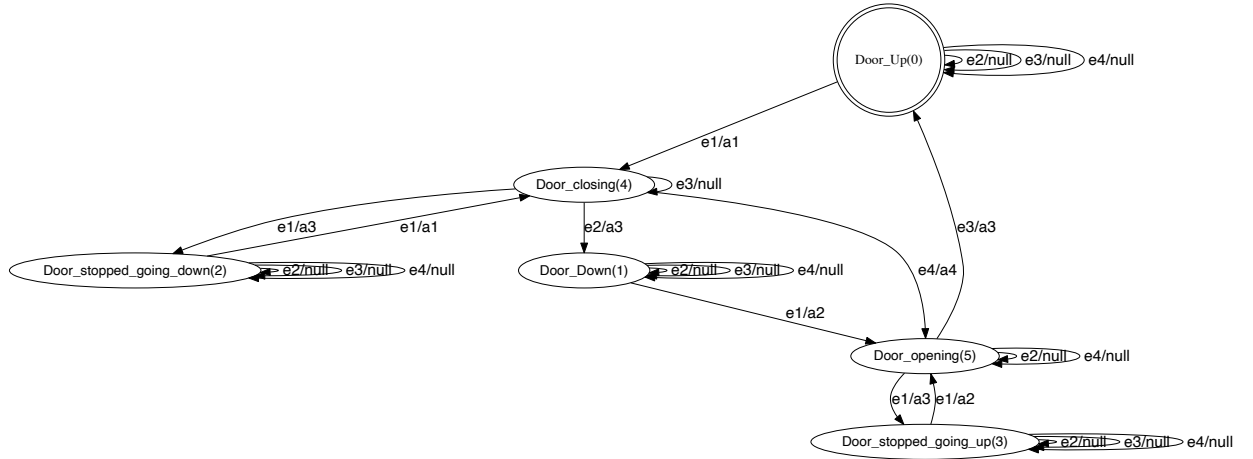 Door_Up(0)
e2/null
e3/null
e4/null
e1/a1
Door_closing(4)
e3/null
e1/a3
e1/a1
e2/a3
e3/a3
Door_stopped_going_down(2)
e2/null
e3/null
e4/null
Door_Down(1)
e2/null
e3/null
e4/null
e4/a4
e1/a2
Door_opening(5)
e2/null
e4/null
e1/a3
e1/a2
Door_stopped_going_up(3)
e2/null
e3/null
e4/null